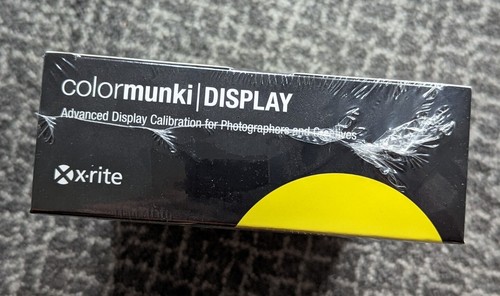 colormunki|DISPLAY
Advanced Display Calibration for Photographers and Creatives
x·rite